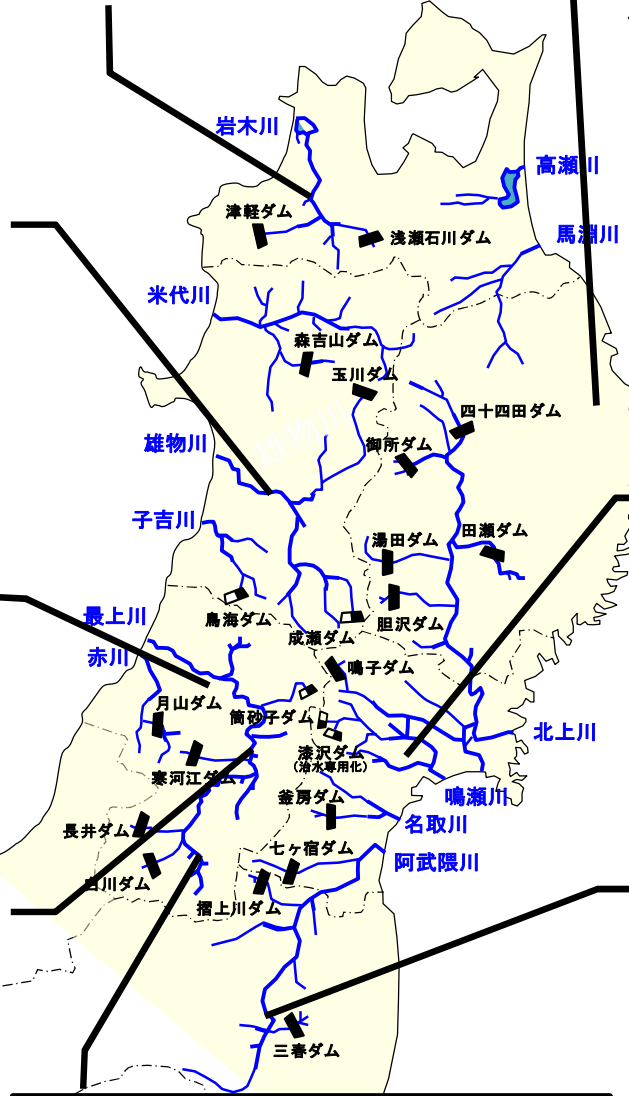 岩木川
高瀬川
津軽ダム
浅瀬石川ダム
馬淵川
米代川
森吉山ダム
玉川ダム
四十四田ダム
雄物川
雄物川
御所ダム
子吉川
湯田ダム
田瀬ダム
鳥海ダム
成瀬ダム
胆沢ダム
最上川
赤川
鳴子ダム
月山ダム
筒砂子ダム
北上川
漆沢ダム
(治水専用化)
寒河江ダム
鳴瀬川
釜房ダム
名取川
長井ダム
七ヶ宿ダム
阿武隈川
白川ダム
摺上川ダム
三春ダム